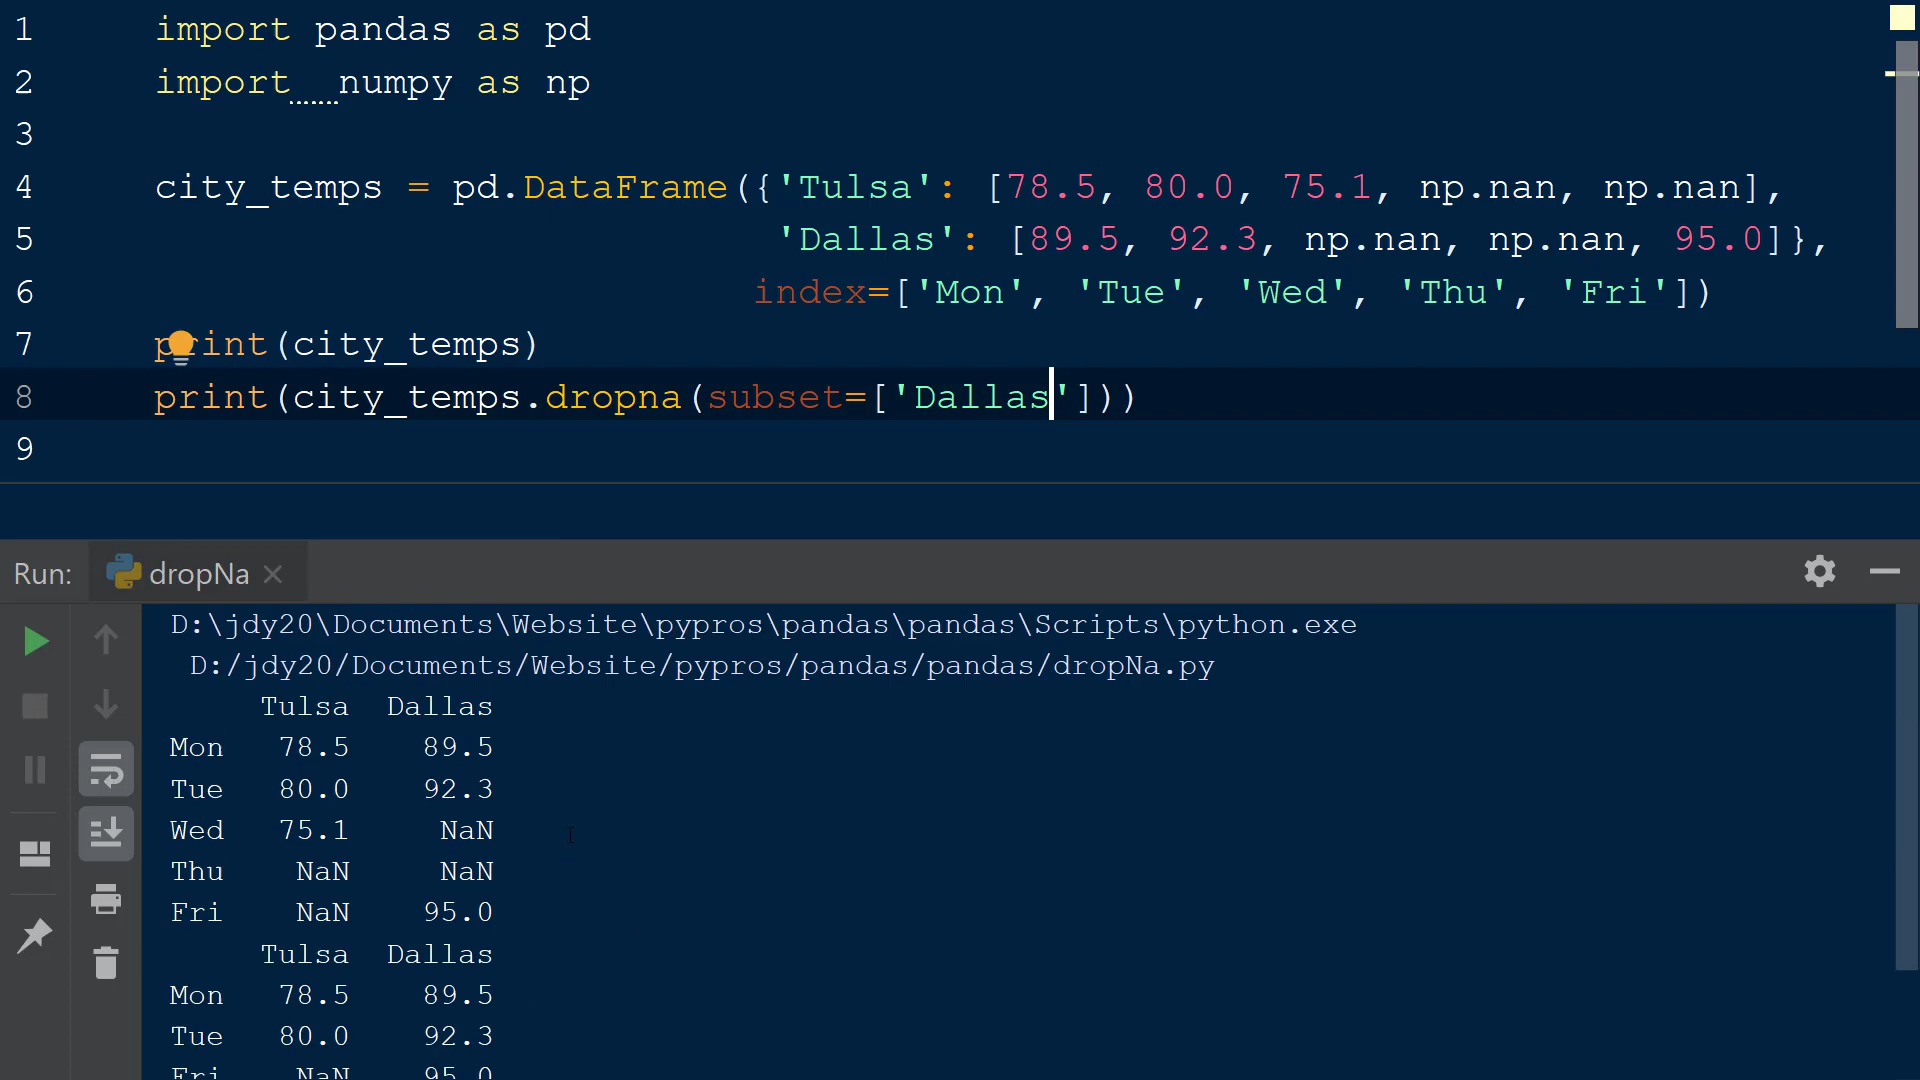 1 import pandas as pd
2 import  numpy as np
3
4 city_temps = pd.DataFrame({'Tulsa': [78.5, 80.0, 75.1, np.nan, np.nan],
5 'Dallas': [89.5, 92.3, np.nan, np.nan, 95.0]},
6 index=['Mon', 'Tue', 'Wed', 'Thu', 'Fri'])
7 print(city_temps)
8 print(city_temps.dropna(subset=['Dallas']))
9
Run: dropNa
D:\jdy20\Documents\Website\pypros\pandas\pandas\Scripts\python.exe
D:/jdy20/Documents/Website/pypros/pandas/pandas/dropNa.py
Tulsa Dallas
Mon 78.5 89.5
Tue 80.0 92.3
Wed 75.1 NaN
Thu NaN NaN
Fri NaN 95.0
Tulsa Dallas
Mon 78.5 89.5
Tue 80.0 92.3
Fri NaN 95.0